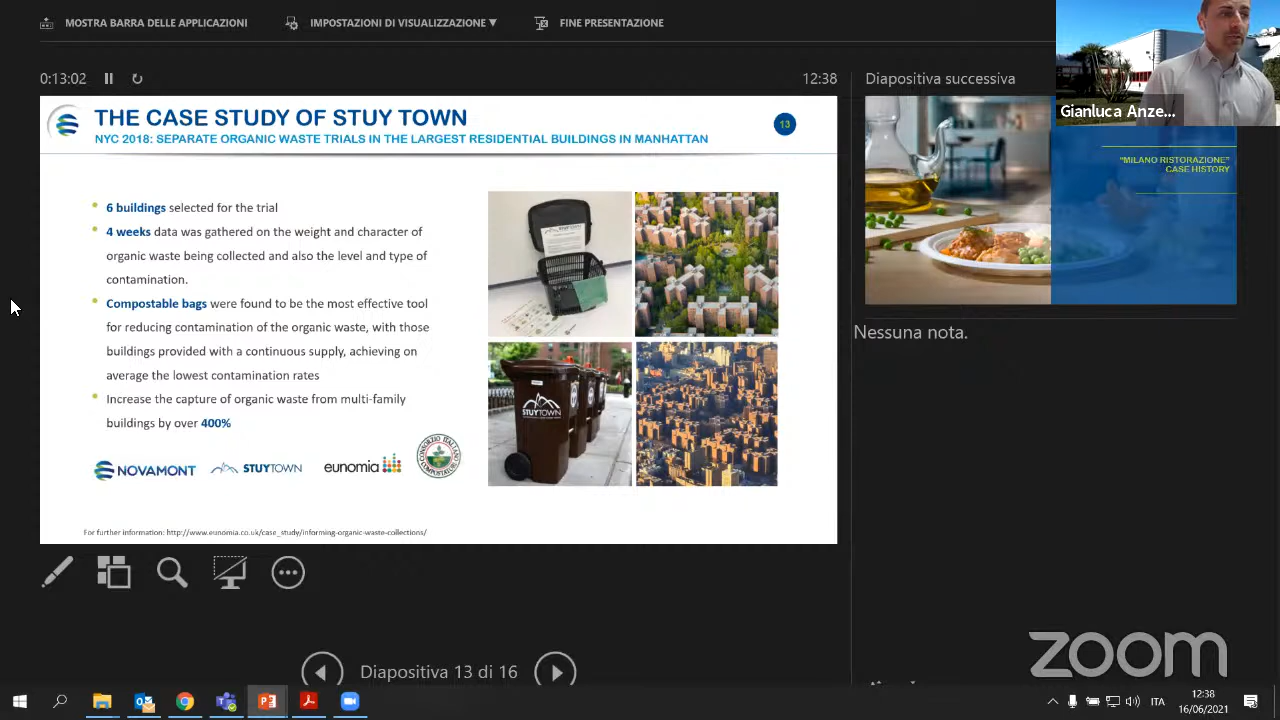 MOSTRA BARRA DELLE APPLICAZIONI
IMPOSTAZIONI DI VISUALIZZAZIONE ▼
FINE PRESENTAZIONE
0:13:02
12:38
Diapositiva successiva
Gianluca Anze...
THE CASE STUDY OF STUY TOWN
NYC 2018: SEPARATE ORGANIC WASTE TRIALS IN THE LARGEST RESIDENTIAL BUILDINGS IN MANHATTAN
13
6 buildings selected for the trial
4 weeks data was gathered on the weight and character of
organic waste being collected and also the level and type of
contamination.
Compostable bags were found to be the most effective tool
for reducing contamination of the organic waste, with those
buildings provided with a continuous supply, achieving on
average the lowest contamination rates
Increase the capture of organic waste from multi-family
buildings by over 400%
NOVAMONT
STUYTOWN
eunomia
CONSORZIO ITALIANO COMPOSTATORI
STUYTOWN
For further information: http://www.eunomia.co.uk/case_study/informing-organic-waste-collections/
"MILANO RISTORAZIONE"
CASE HISTORY
Nessuna nota.
Diapositiva 13 di 16
zoom
ITA
12:38
16/06/2021